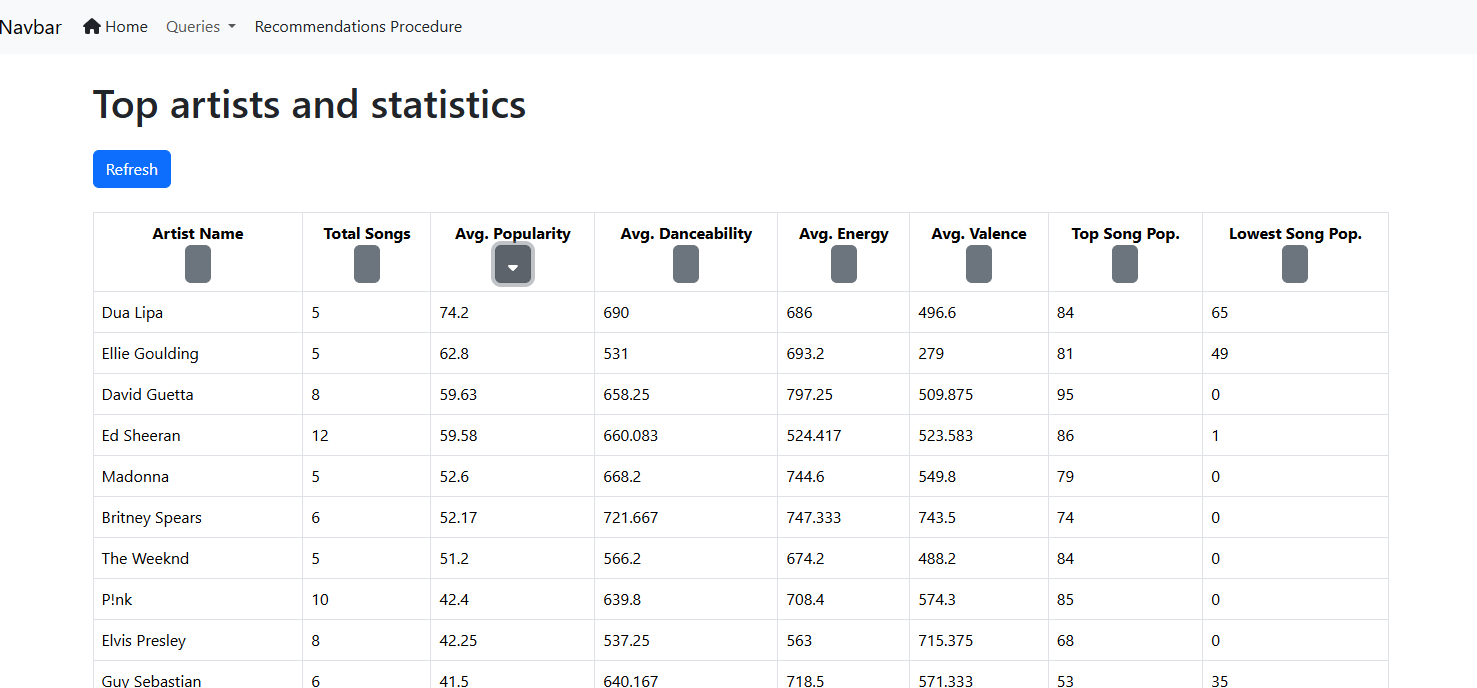 Navbar Home Queries Recommendations Procedure
Top artists and statistics
Refresh
Artist Name Total Songs Avg. Popularity Avg. Danceability Avg. Energy Avg. Valence Top Song Pop. Lowest Song Pop.
Dua Lipa 5 74.2 690 686 496.6 84 65
Ellie Goulding 5 62.8 531 693.2 279 81 49
David Guetta 8 59.63 658.25 797.25 509.875 95 0
Ed Sheeran 12 59.58 660.083 524.417 523.583 86 1
Madonna 5 52.6 668.2 744.6 549.8 79 0
Britney Spears 6 52.17 721.667 747.333 743.5 74 0
The Weeknd 5 51.2 566.2 674.2 488.2 84 0
P!nk 10 42.4 639.8 708.4 574.3 85 0
Elvis Presley 8 42.25 537.25 563 715.375 68 0
Guy Sebastian 6 41.5 640.167 718.5 571.333 53 35